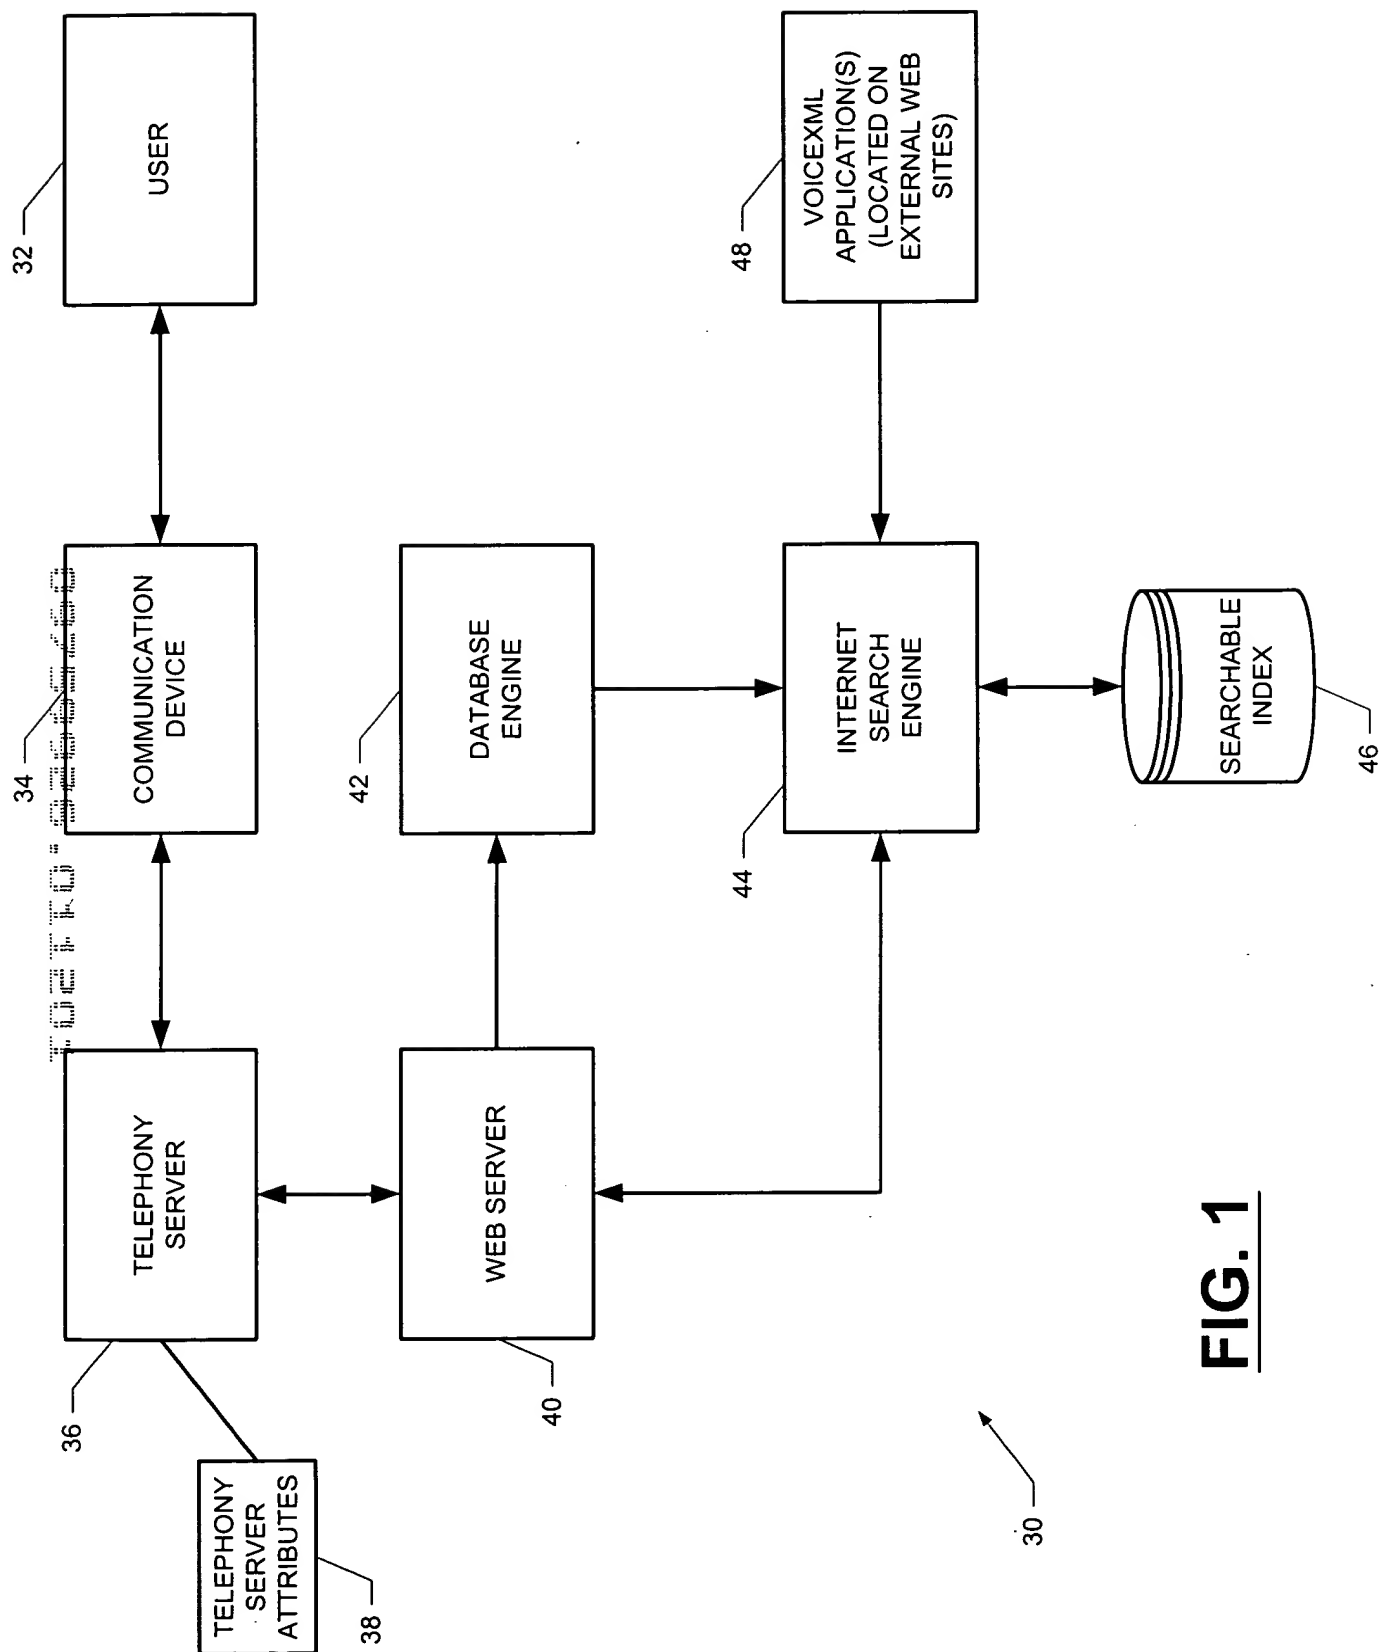 32
USER
34
COMMUNICATION
DEVICE
36
TELEPHONY
SERVER
38
TELEPHONY
SERVER
ATTRIBUTES
40
WEB SERVER
42
DATABASE
ENGINE
44
INTERNET
SEARCH
ENGINE
46
SEARCHABLE
INDEX
48
VOICEXML
APPLICATION(S)
(LOCATED ON
EXTERNAL WEB
SITES)
30
FIG. 1